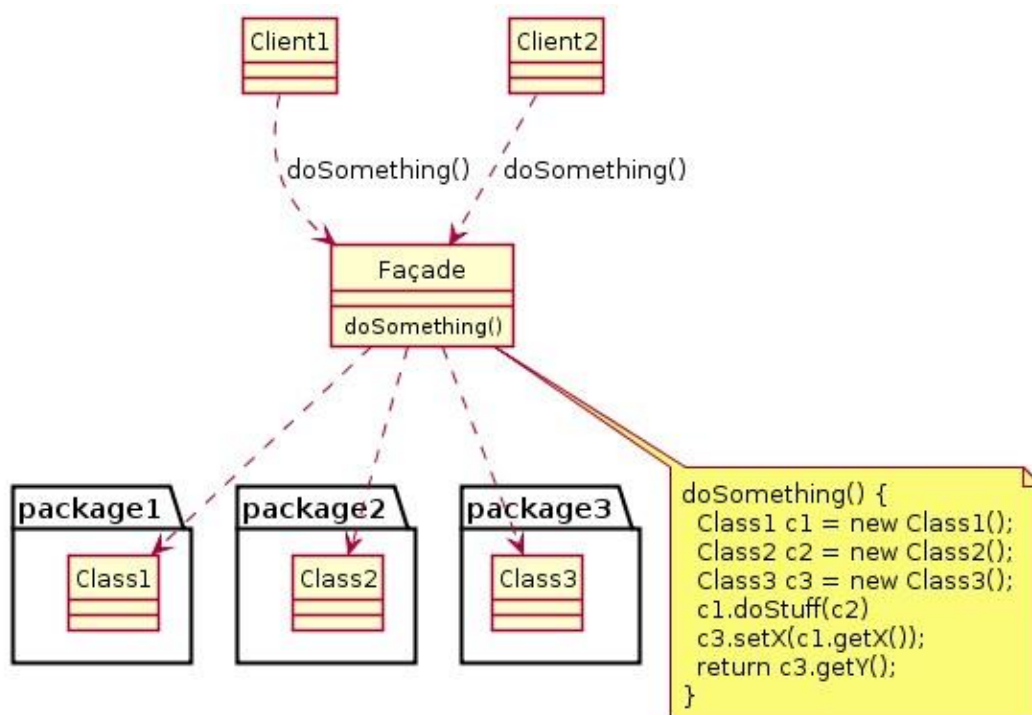 Client1
Client2
doSomething()
doSomething()
Façade
doSomething()
package1
package2
package3
Class1
Class2
Class3
doSomething() {
Class1 c1 = new Class1();
Class2 c2 = new Class2();
Class3 c3 = new Class3();
c1.doStuff(c2)
c3.setX(c1.getX());
return c3.getY();
}